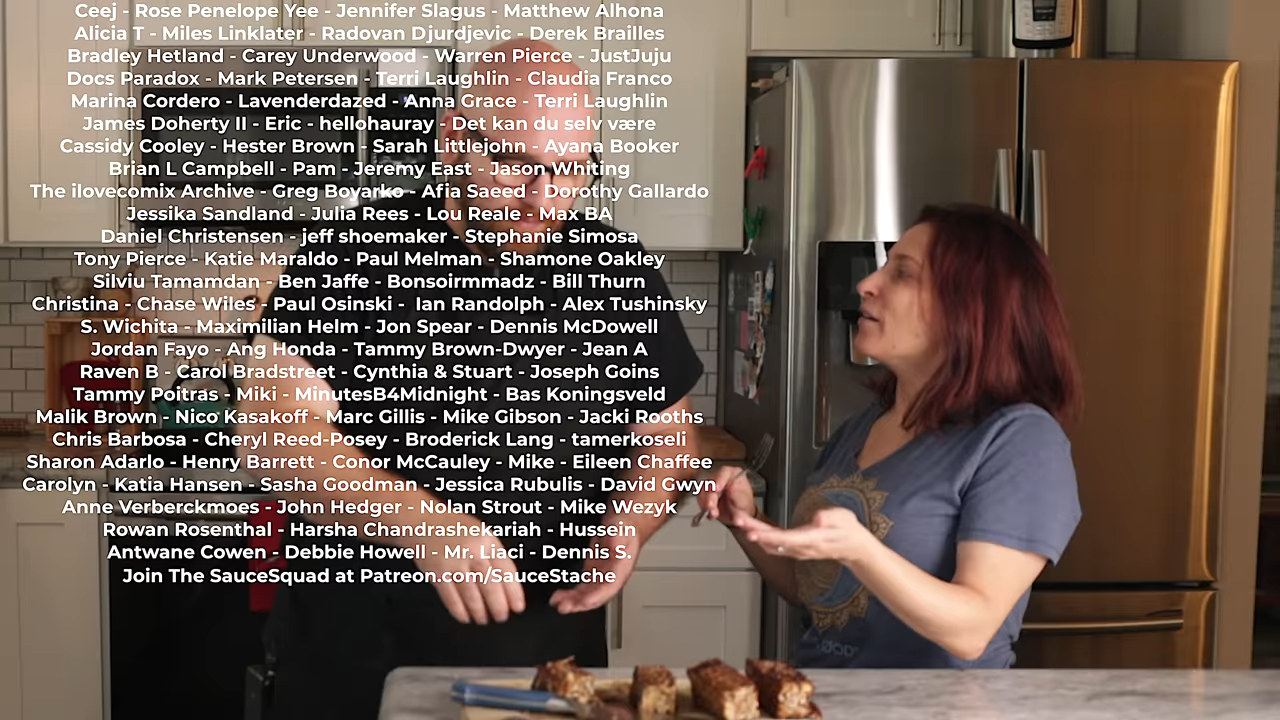 Ceej - Rose Penelope Yee - Jennifer Slagus - Matthew Alhona
Alicia T - Miles Linklater - Radovan Djurdjevic - Derek Brailles
Bradley Hetland - Carey Underwood - Warren Pierce - JustJuju
Docs Paradox - Mark Petersen - Terri Laughlin - Claudia Franco
Marina Cordero - Lavenderdazed - Anna Grace - Terri Laughlin
James Doherty II - Eric - hellohauray - Det kan du selv være
Cassidy Cooley - Hester Brown - Sarah Littlejohn - Ayana Booker
Brian L Campbell - Pam - Jeremy East - Jason Whiting
The ilovecomix Archive - Greg Boyarko - Afia Saeed - Dorothy Gallardo
Jessika Sandland - Julia Rees - Lou Reale - Max BA
Daniel Christensen - jeff shoemaker - Stephanie Simosa
Tony Pierce - Katie Maraldo - Paul Melman - Shamone Oakley
Silviu Tamamdan - Ben Jaffe - Bonsoirmmadz - Bill Thurn
Christina - Chase Wiles - Paul Osinski - Ian Randolph - Alex Tushinsky
S. Wichita - Maximilian Helm - Jon Spear - Dennis McDowell
Jordan Fayo - Ang Honda - Tammy Brown-Dwyer - Jean A
Raven B - Carol Bradstreet - Cynthia & Stuart - Joseph Goins
Tammy Poitras - Miki - MinutesB4Midnight - Bas Koningsveld
Malik Brown - Nico Kasakoff - Marc Gillis - Mike Gibson - Jacki Rooths
Chris Barbosa - Cheryl Reed-Posey - Broderick Lang - tamerkoseli
Sharon Adarlo - Henry Barrett - Conor McCauley - Mike - Eileen Chaffee
Carolyn - Katia Hansen - Sasha Goodman - Jessica Rubulis - David Gwyn
Anne Verberckmoes - John Hedger - Nolan Strout - Mike Wezyk
Rowan Rosenthal - Harsha Chandrashekariah - Hussein
Antwane Cowen - Debbie Howell - Mr. Liaci - Dennis S.
Join The SauceSquad at Patreon.com/SauceStache